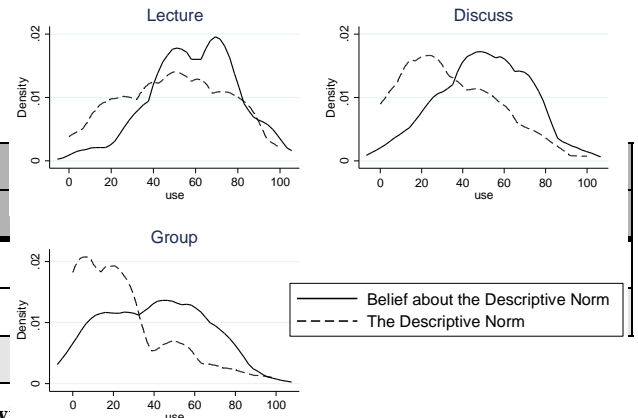 Lecture
Density
0 .01 .02
0 20 40 60 80 100
use
Discuss
Density
0 .01 .02
0 20 40 60 80 100
use
Group
Density
0 .01 .02
0 20 40 60 80 100
use
Belief about the Descriptive Norm
The Descriptive Norm